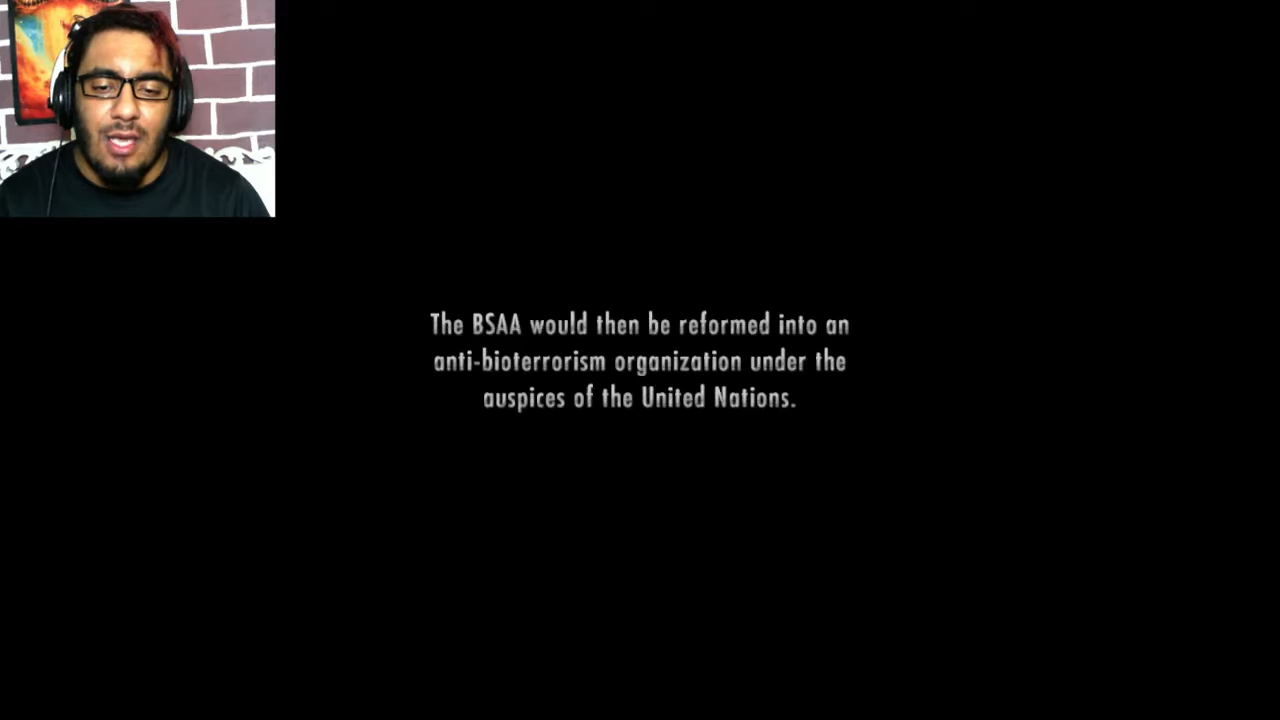 The BSAA would then be reformed into an
anti-bioterrorism organization under the
auspices of the United Nations.